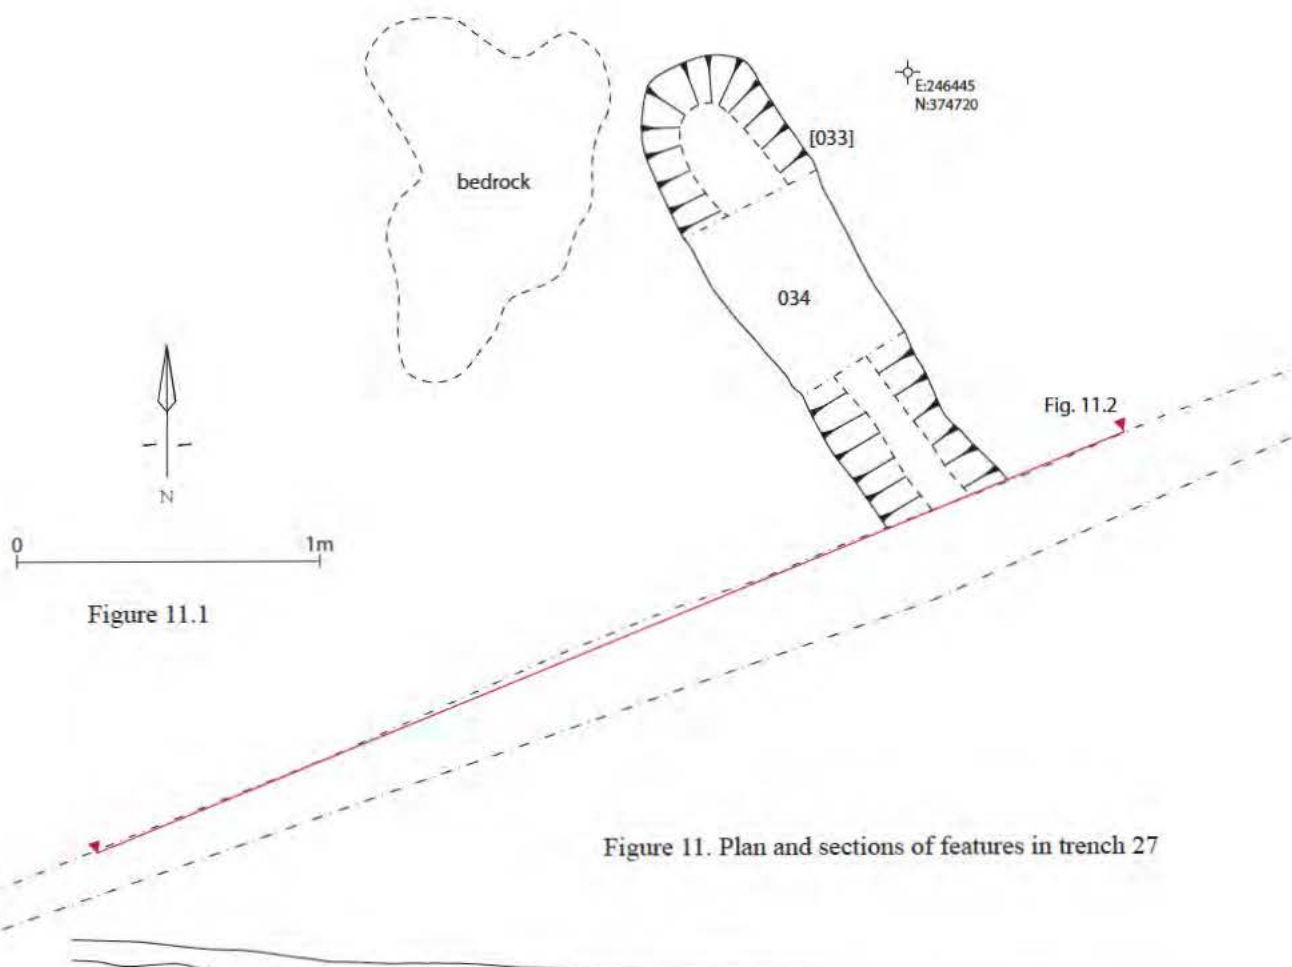 E:246445
N:374720
[033]
bedrock
034
Fig. 11.2
N
0 1m
Figure 11.1
Figure 11. Plan and sections of features in trench 27